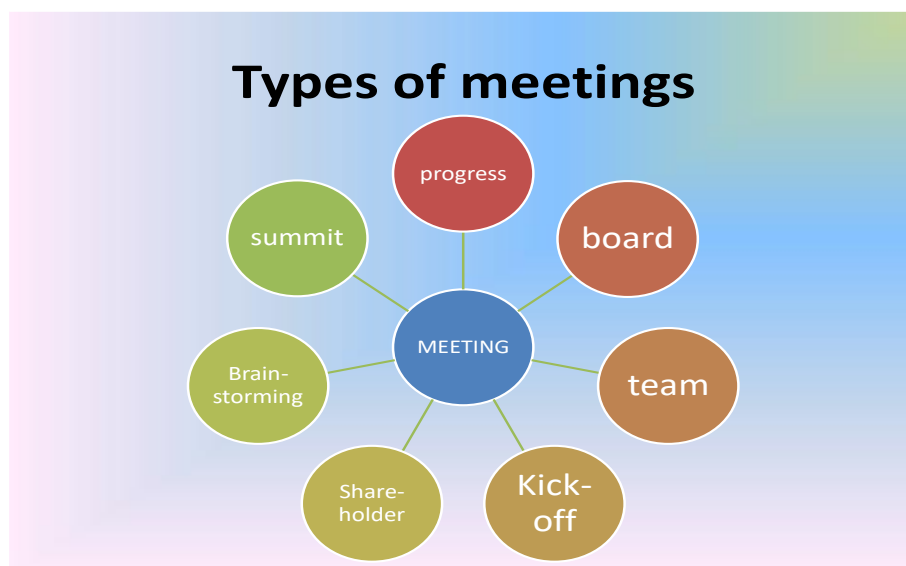 Types of meetings
progress
board
team
Kick-
off
Share-
holder
Brain-
storming
summit
MEETING